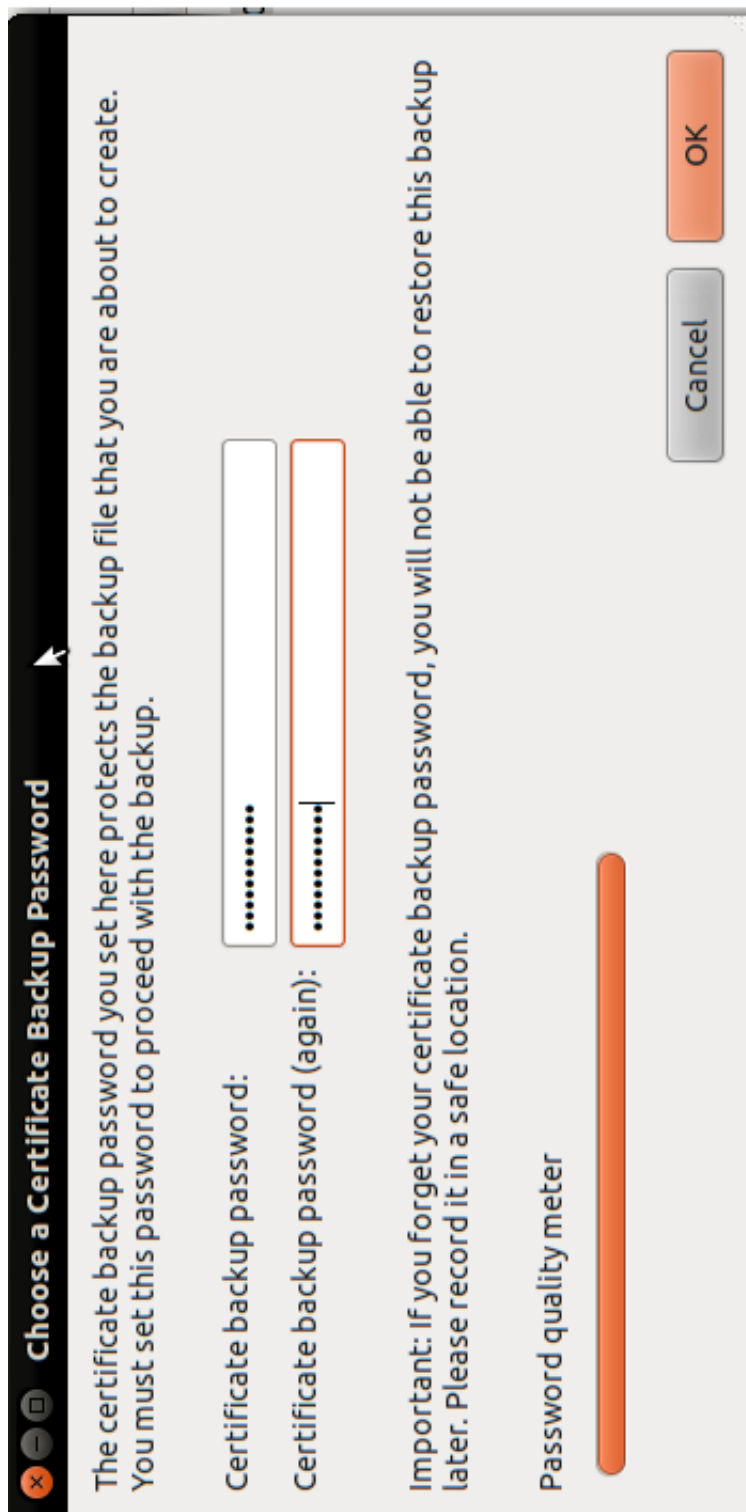 Choose a Certificate Backup Password
The certificate backup password you set here protects the backup file that you are about to create.
You must set this password to proceed with the backup.
Certificate backup password:
Certificate backup password (again):
Important: If you forget your certificate backup password, you will not be able to restore this backup
later. Please record it in a safe location.
Password quality meter
Cancel
OK